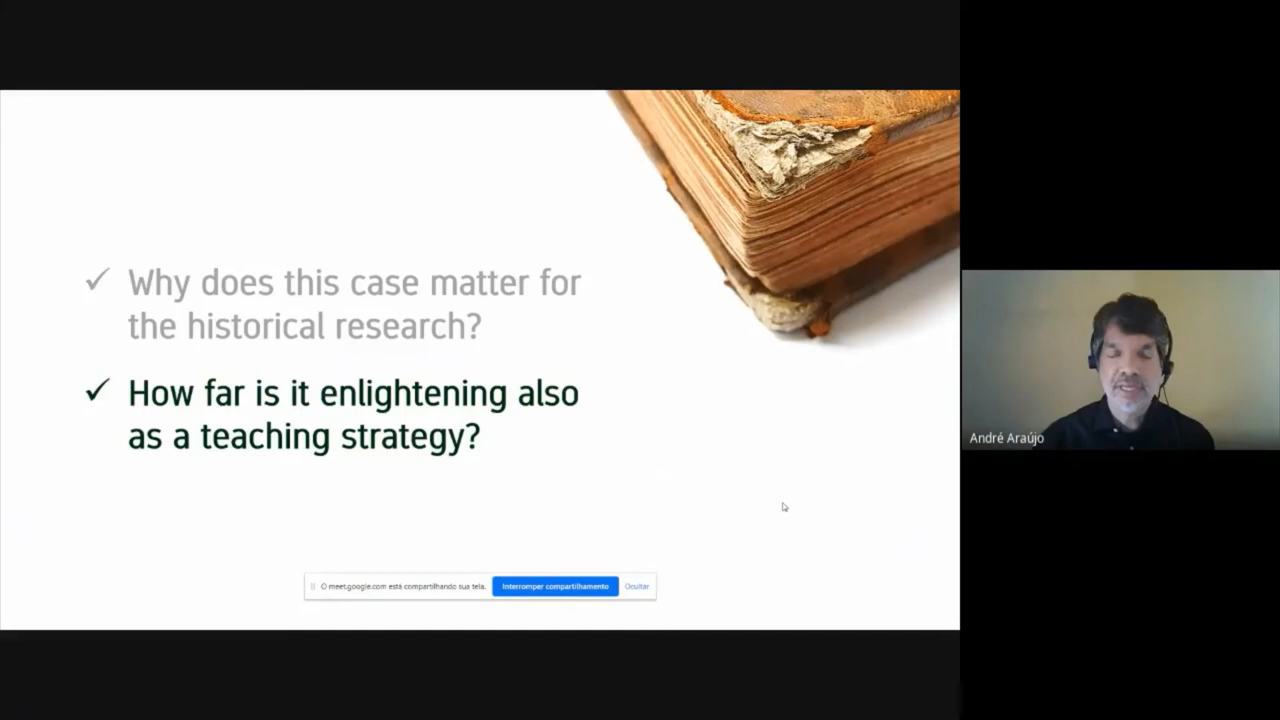 ✓ Why does this case matter for
the historical research?
✓ How far is it enlightening also
as a teaching strategy?
André Araújo
O meet.google.com está compartilhando sua tela. Interromper compartilhamento Ocultar